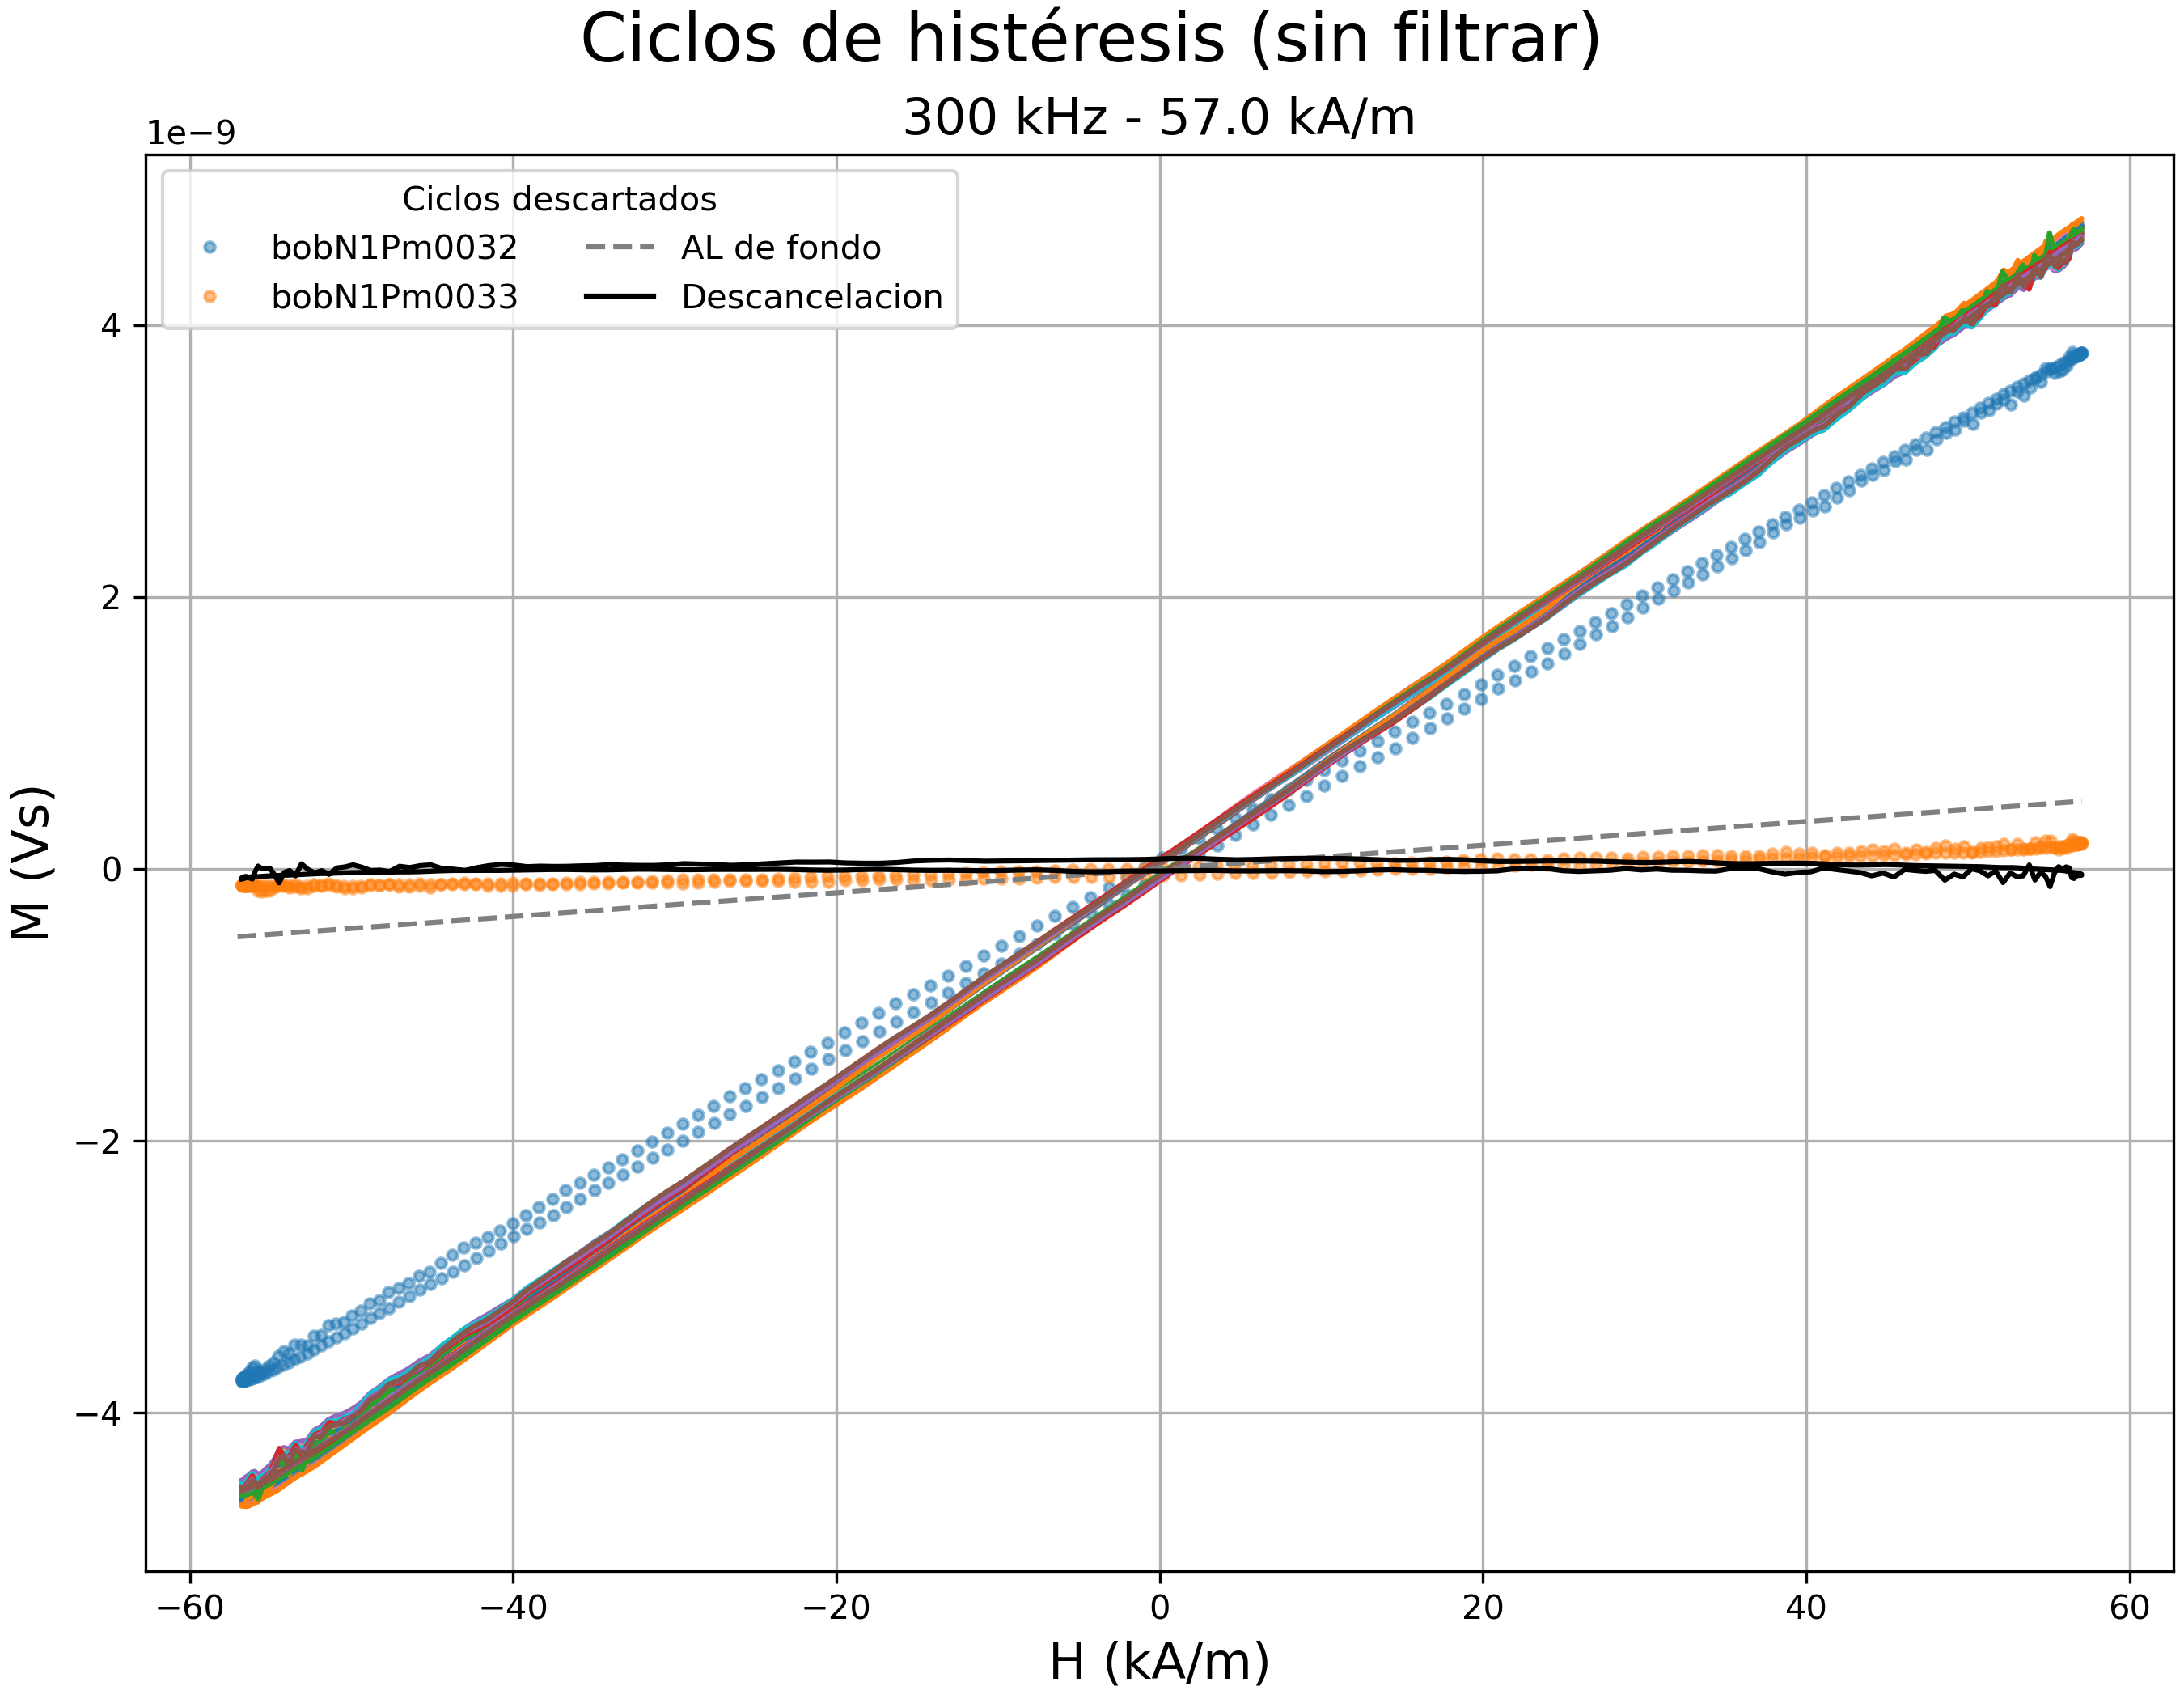 Ciclos de histéresis (sin filtrar)
300 kHz - 57.0 kA/m
1e−9
Ciclos descartados
bobN1Pm0032
bobN1Pm0033
AL de fondo
Descancelacion
4
2
0
−2
−4
M (Vs)
−60 −40 −20 0 20 40 60
H (kA/m)